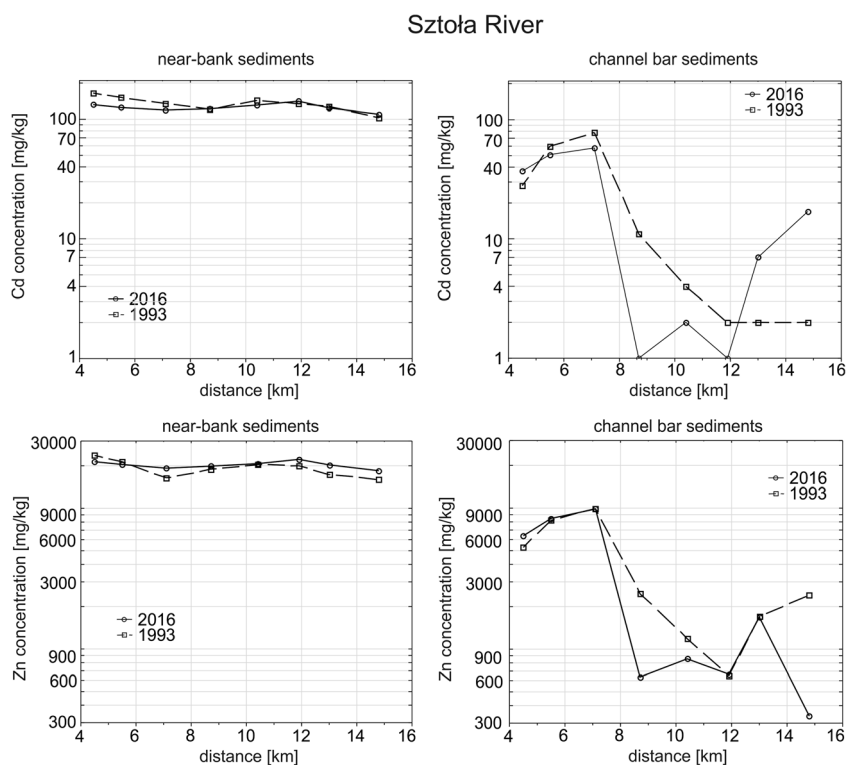 Sztoła River
near-bank sediments
Cd concentration [mg/kg]
100
70
40
10
7
4
1
2016
1993
4 6 8 10 12 14 16
distance [km]
channel bar sediments
Cd concentration [mg/kg]
100
70
40
10
7
4
1
2016
1993
4 6 8 10 12 14 16
distance [km]
near-bank sediments
Zn concentration [mg/kg]
30000
9000
6000
3000
900
600
300
2016
1993
4 6 8 10 12 14 16
distance [km]
channel bar sediments
Zn concentration [mg/kg]
30000
9000
6000
3000
900
600
300
2016
1993
4 6 8 10 12 14 16
distance [km]